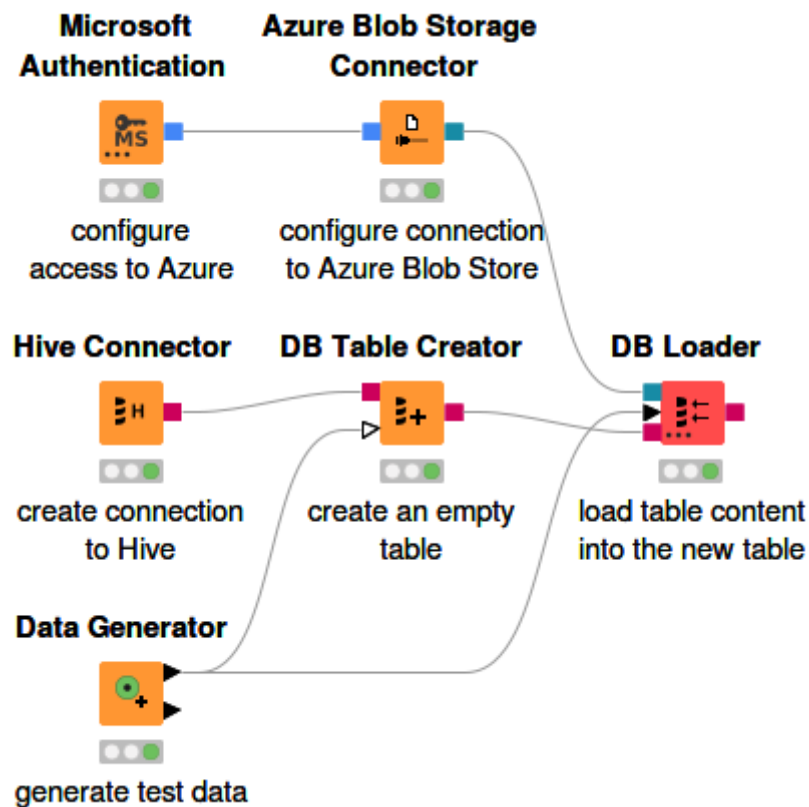 Microsoft
Authentication
Azure Blob Storage
Connector
MS
configure
access to Azure
configure connection
to Azure Blob Store
Hive Connector
DB Table Creator
DB Loader
H
create connection
to Hive
create an empty
table
load table content
into the new table
Data Generator
generate test data